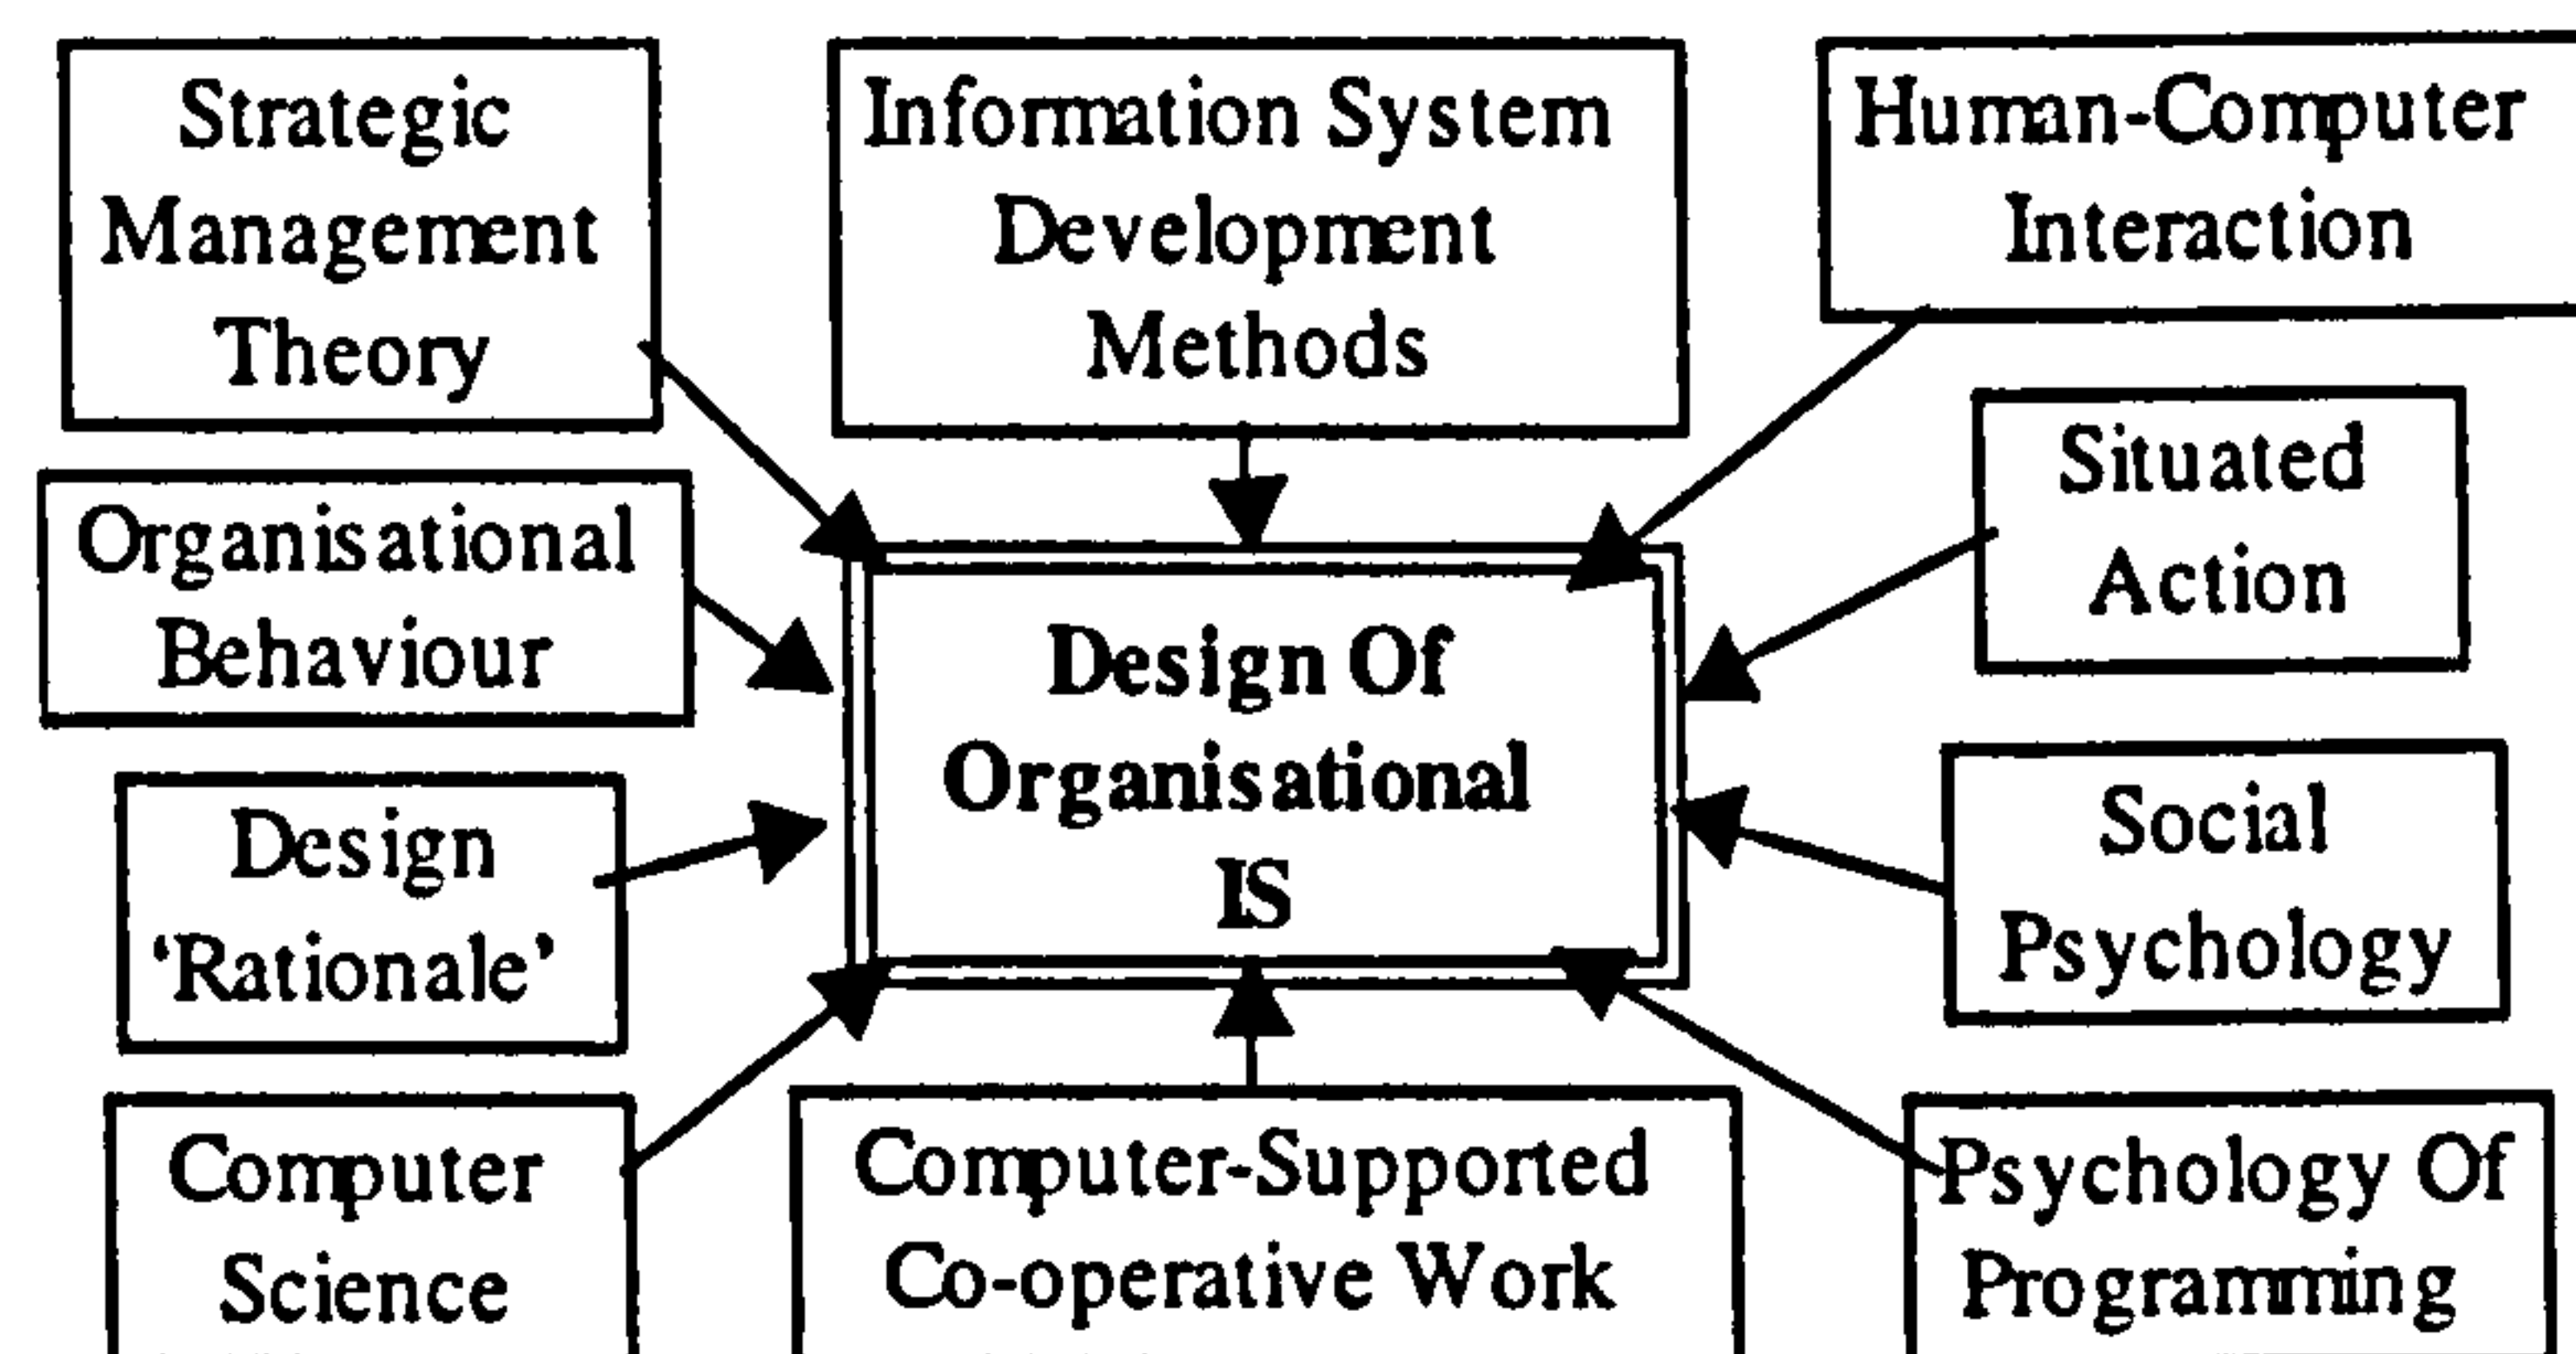 Strategic
Management
Theory
Information System
Development
Methods
Human-Computer
Interaction
Organisational
Behaviour
Situated
Action
Design Of
Organisational
IS
Design
'Rationale'
Social
Psychology
Computer
Science
Computer-Supported
Co-operative Work
Psychology Of
Programming